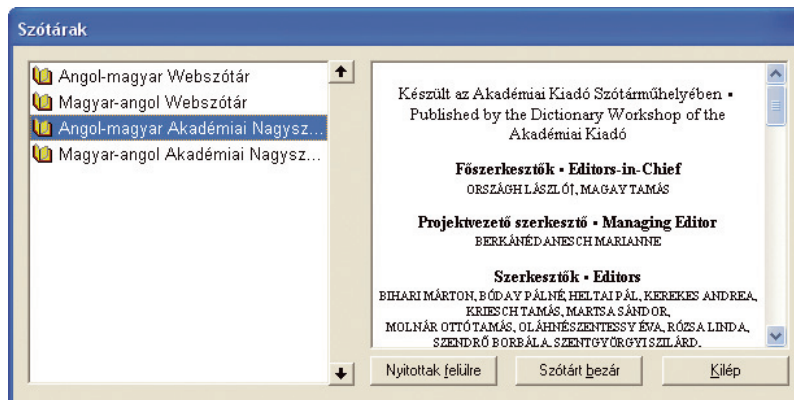 Szótárak
Angol-magyar Webszótár
Magyar-angol Webszótár
Angol-magyar Akadémiai Nagysz...
Magyar-angol Akadémiai Nagysz...
Készült az Akadémiai Kiadó Szótárműhelyében ▪
Published by the Dictionary Workshop of the
Akadémiai Kiadó
Főszerkesztők ▪ Editors-in-Chief
ORSZÁGH LÁSZLÓ†, MAGAY TAMÁS
Projektvezető szerkesztő ▪ Managing Editor
BERKÁNÉ DANESCH MARIANNE
Szerkesztők ▪ Editors
BIHARI MÁRTON, BÓDAY PÁLNÉ, HELTAI PÁL, KEREKES ANDREA,
KRIESCH TAMÁS, MARTSA SÁNDOR,
MOLNÁR OTTÓ TAMÁS, OLÁHNÉ SZENTESSY ÉVA, RÓZSA LINDA,
SZENDRŐ BORBÁLA, SZENTGYÖRGYI SZILÁRD,
Nyitottak felülre
Szótárt bezár
Kilép